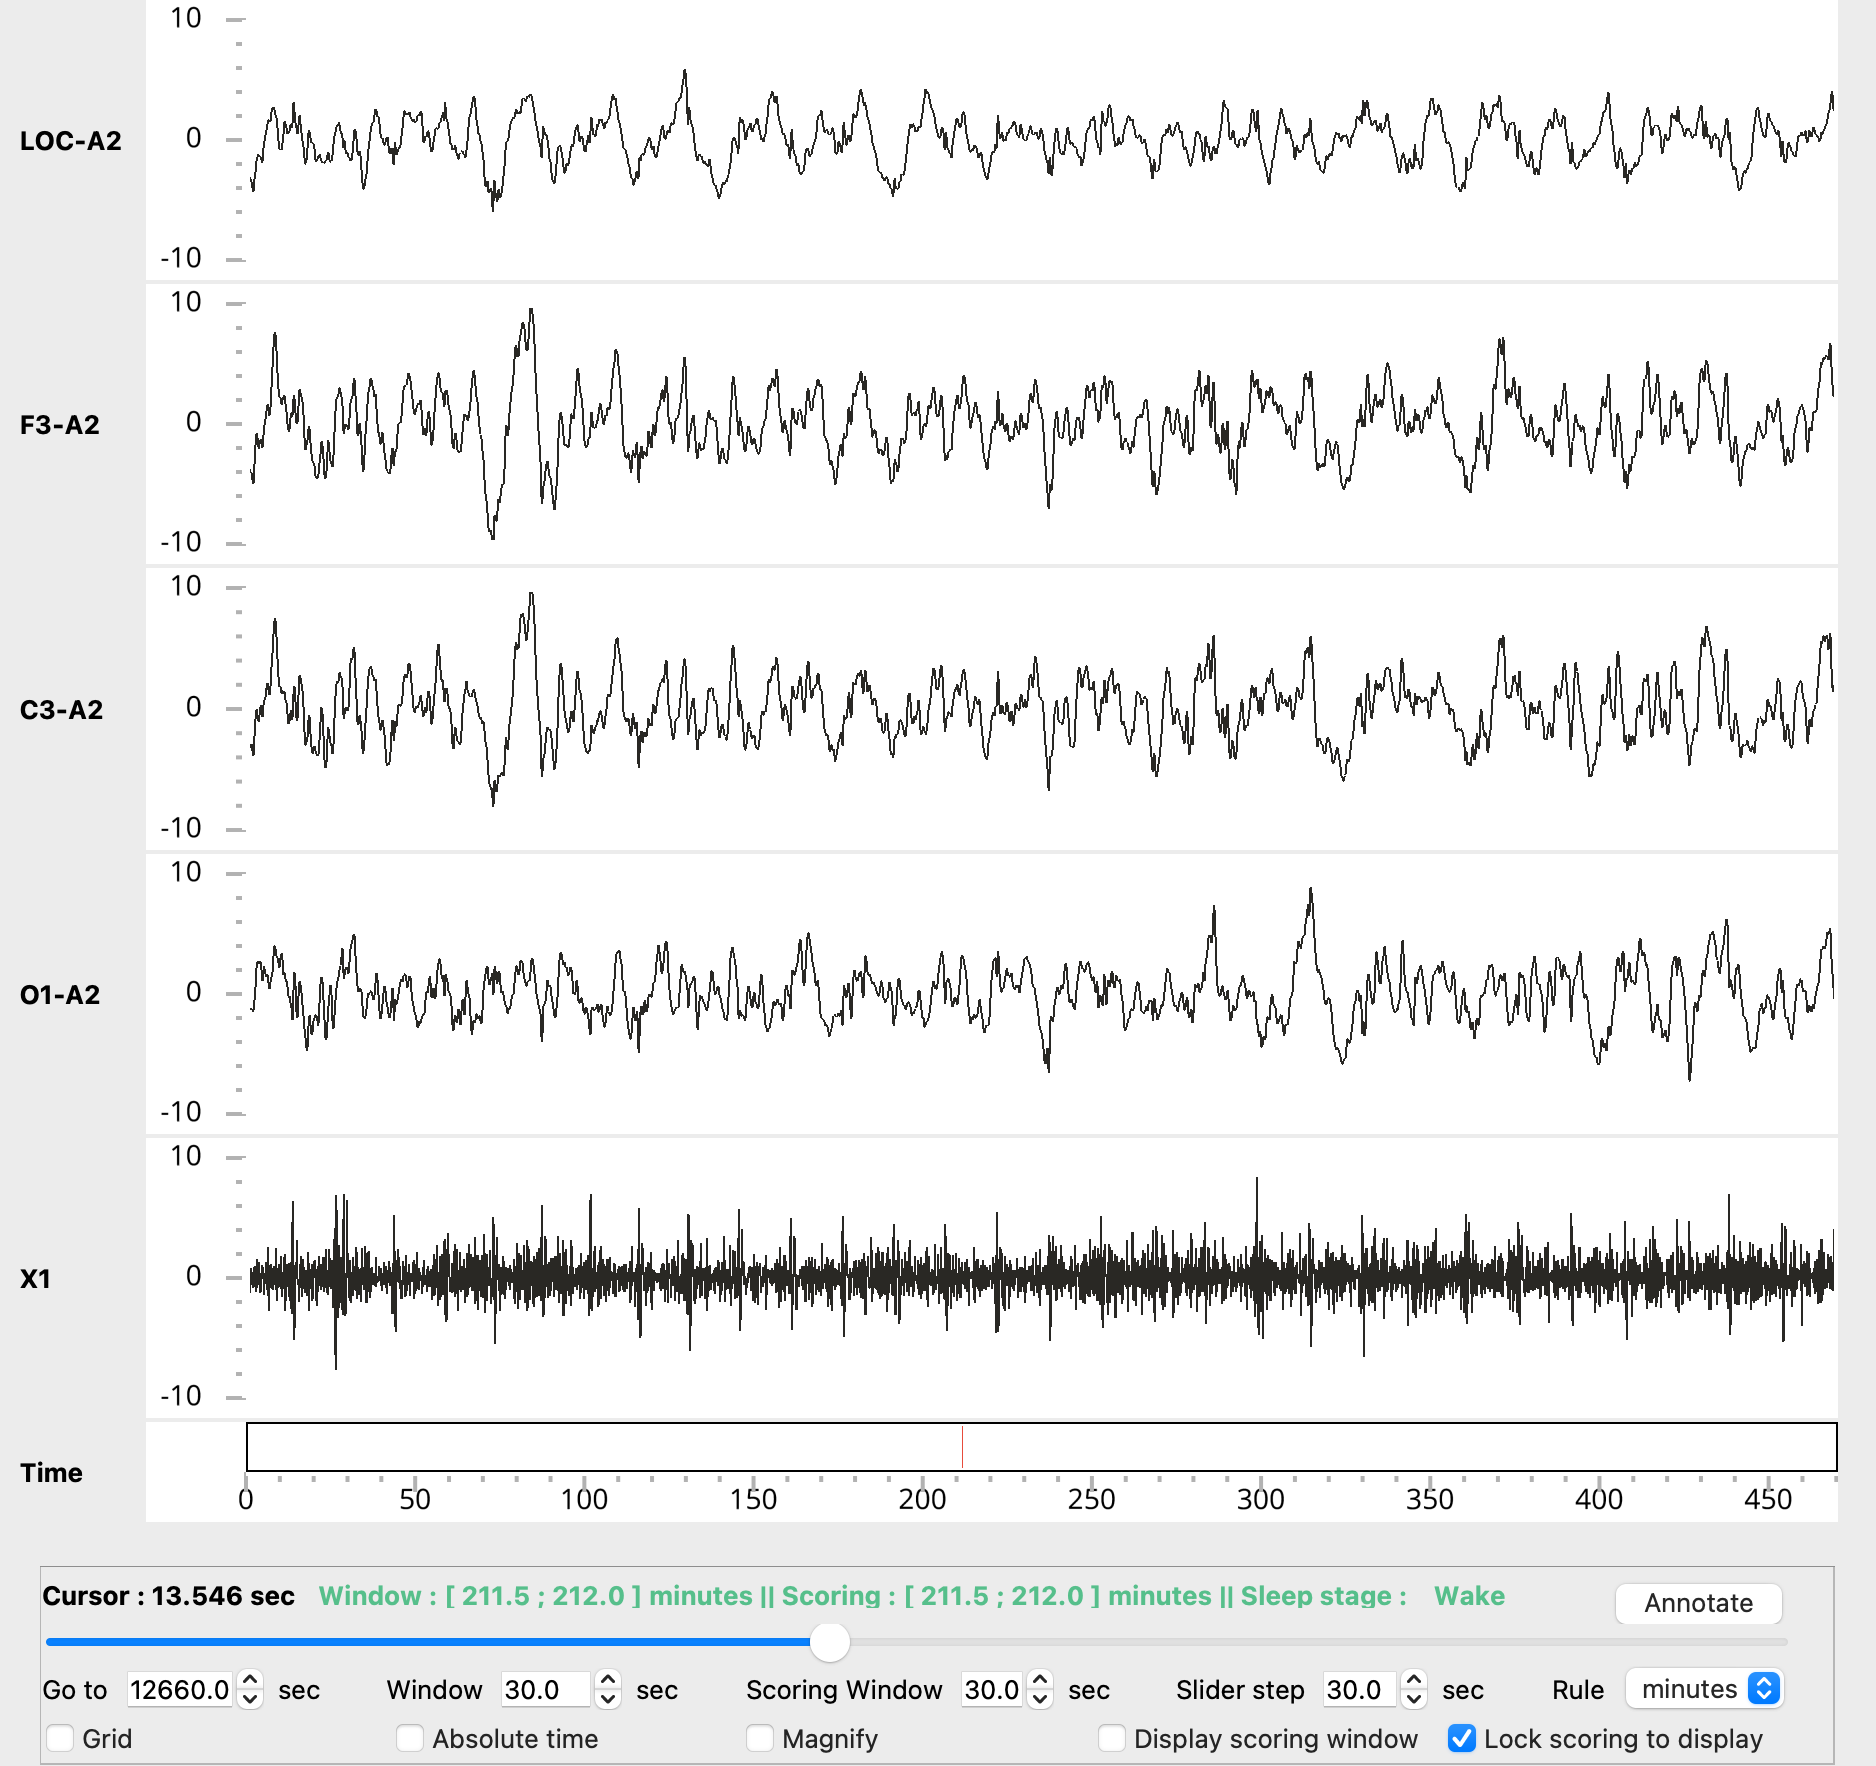 10
LOC-A2
0
-10
10
F3-A2
0
-10
10
C3-A2
0
-10
10
O1-A2
0
-10
10
X1
0
-10
Time
0 50 100 150 200 250 300 350 400 450
Cursor : 13.546 sec Window : [ 211.5 ; 212.0 ] minutes || Scoring : [ 211.5 ; 212.0 ] minutes || Sleep stage : Wake Annotate
Go to 12660.0 sec Window 30.0 sec Scoring Window 30.0 sec Slider step 30.0 sec Rule minutes
Grid Absolute time Magnify Display scoring window Lock scoring to display